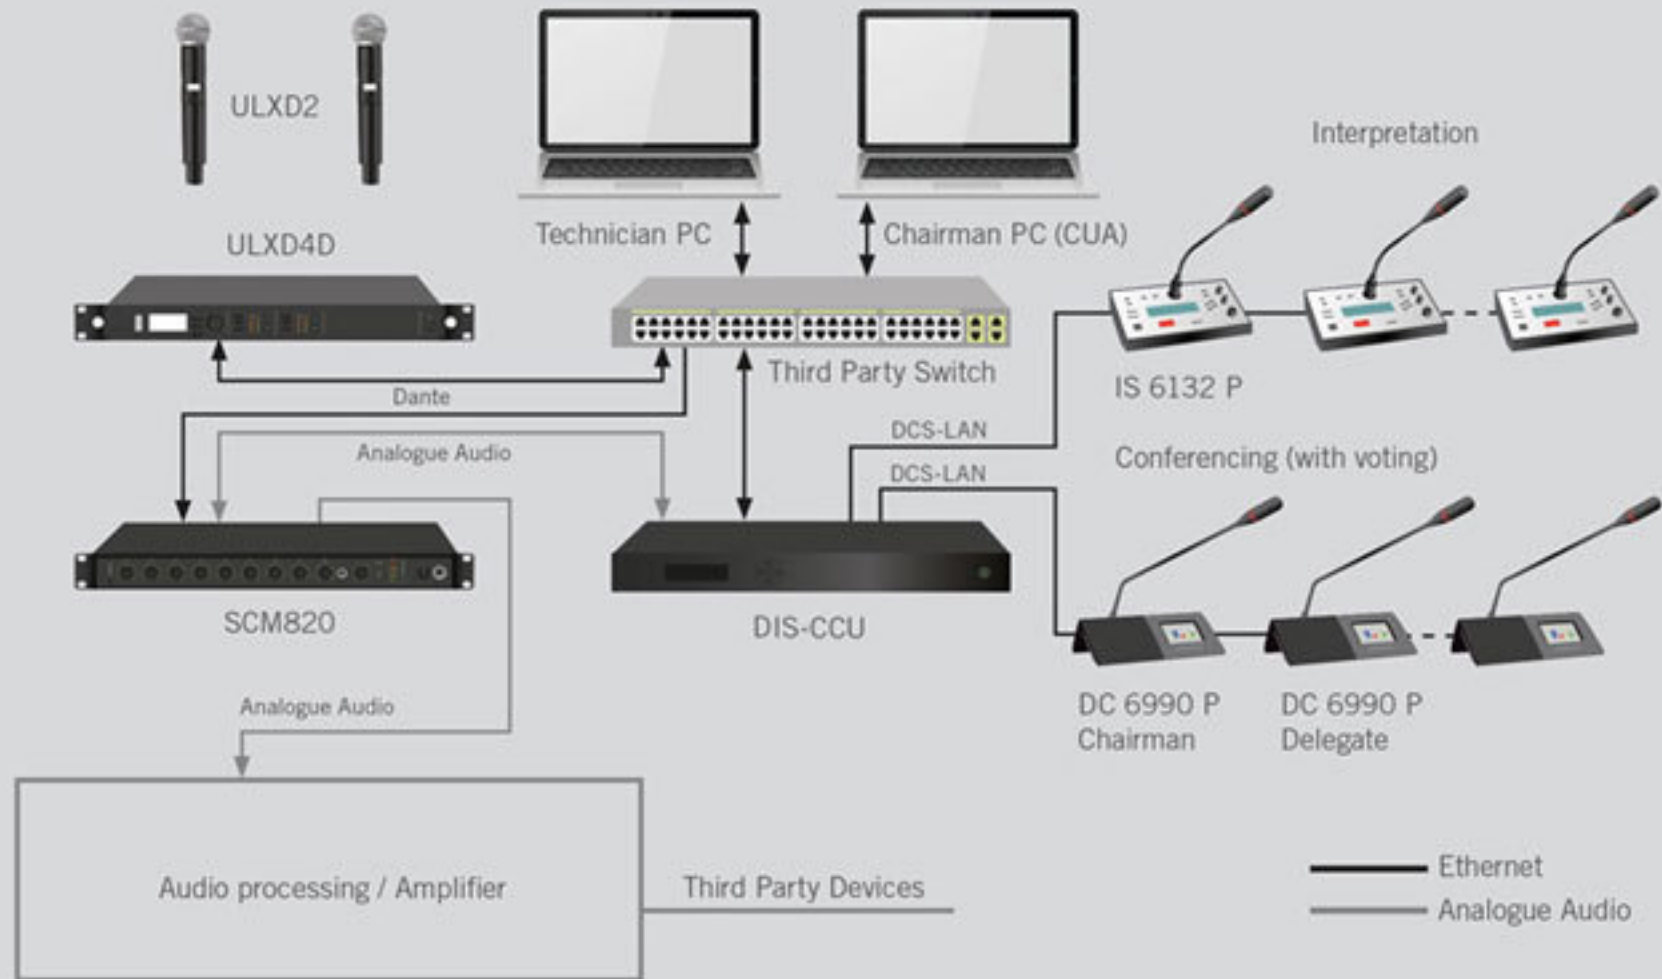 ULXD2
Interpretation
Technician PC
Chairman PC (CUA)
ULXD4D
Third Party Switch
Dante
IS 6132 P
Analogue Audio
DCS-LAN
DCS-LAN
Conferencing (with voting)
SCM820
DIS-CCU
Analogue Audio
DC 6990 P
Chairman
DC 6990 P
Delegate
Audio processing / Amplifier
Third Party Devices
Ethernet
Analogue Audio